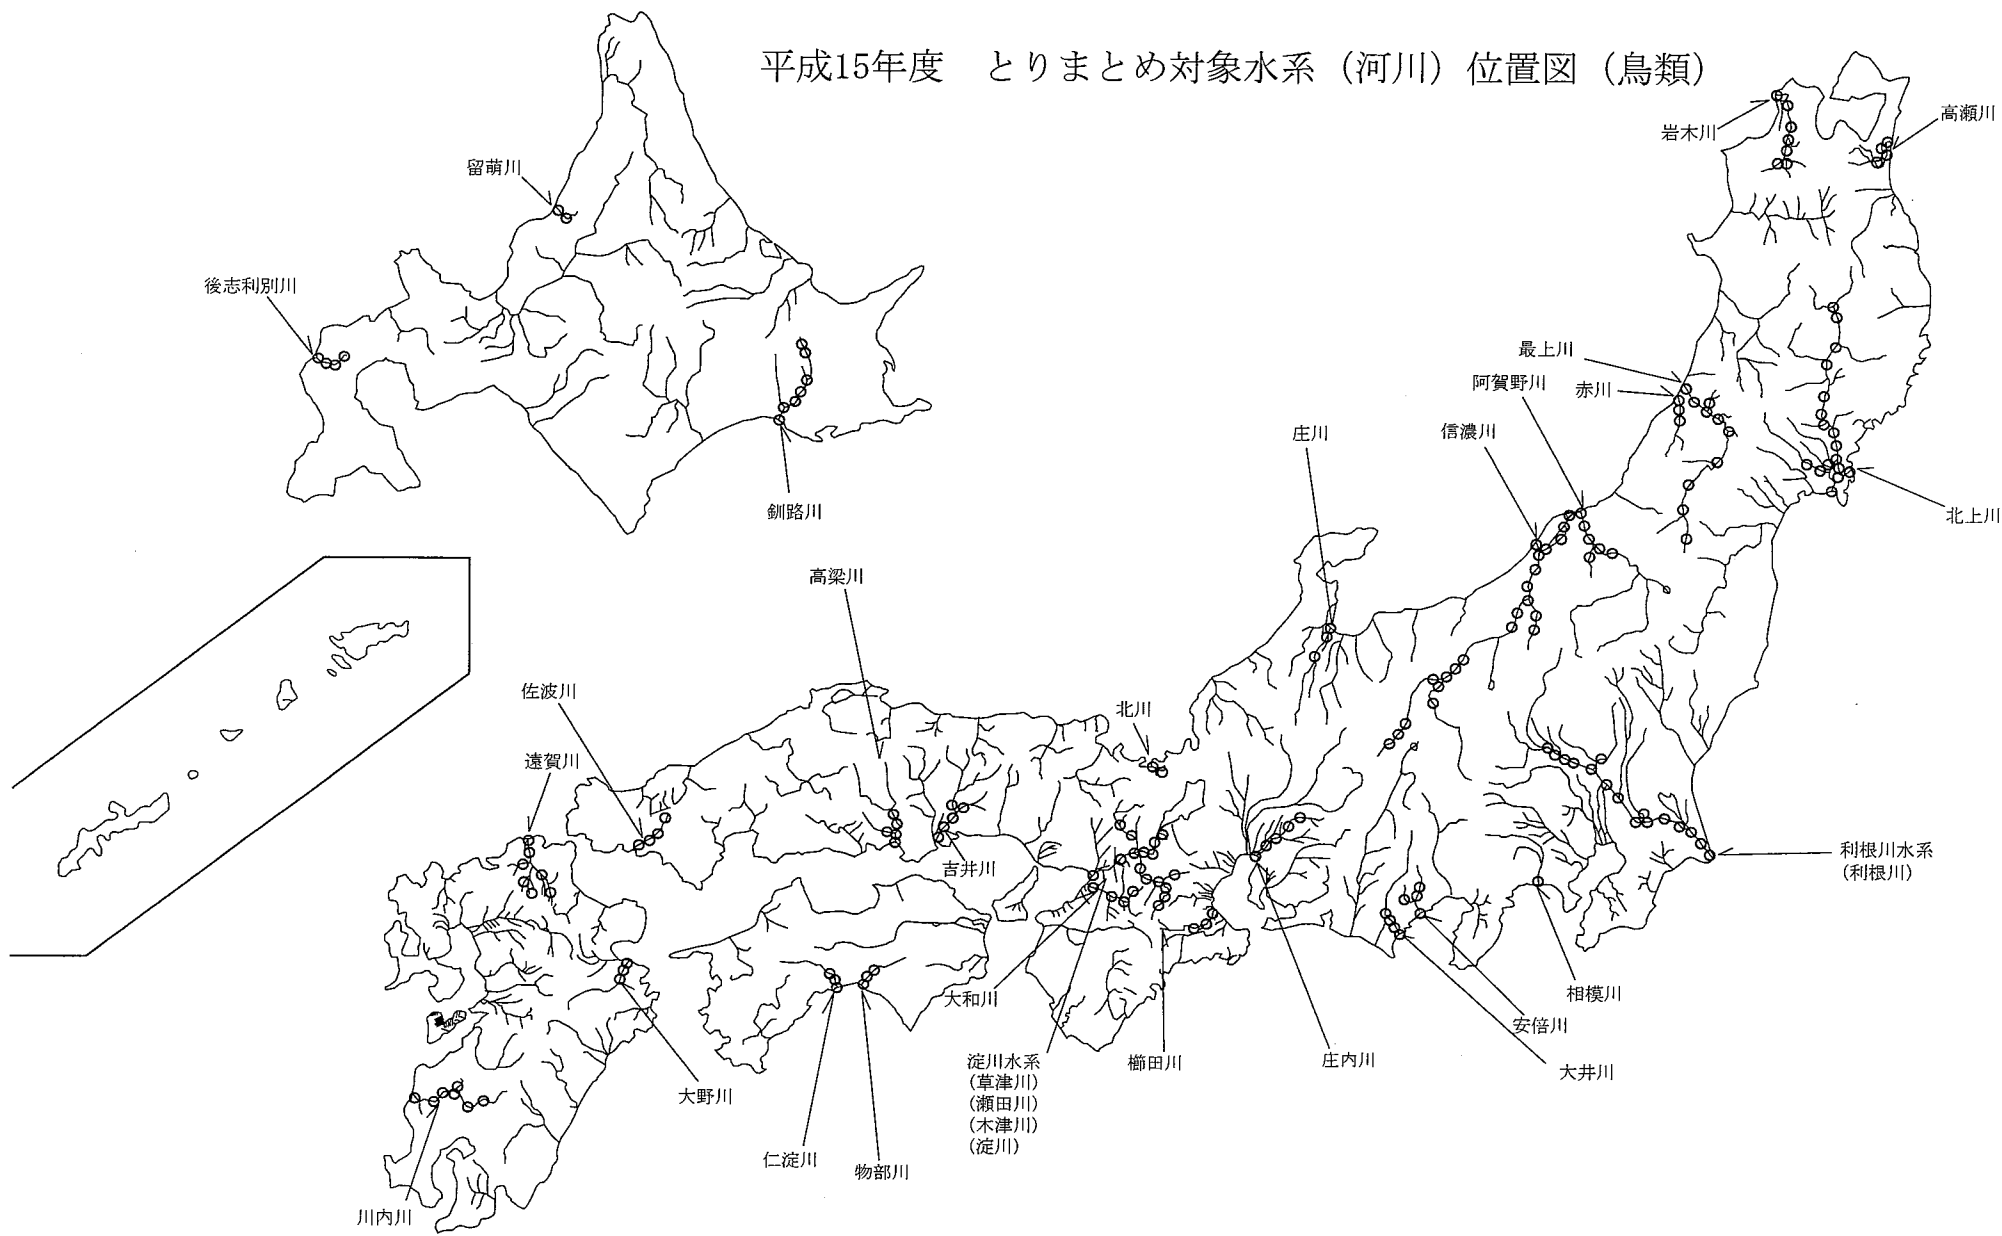 平成15年度　とりまとめ対象水系（河川）位置図（鳥類）
岩木川
高瀬川
留萌川
後志利別川
最上川
阿賀野川
赤川
庄川
信濃川
釧路川
北上川
高梁川
佐波川
北川
遠賀川
吉井川
利根川水系
（利根川）
大和川
相模川
安倍川
淀川水系
（草津川）
（瀬田川）
（木津川）
（淀川）
櫛田川
庄内川
大井川
大野川
仁淀川
物部川
川内川